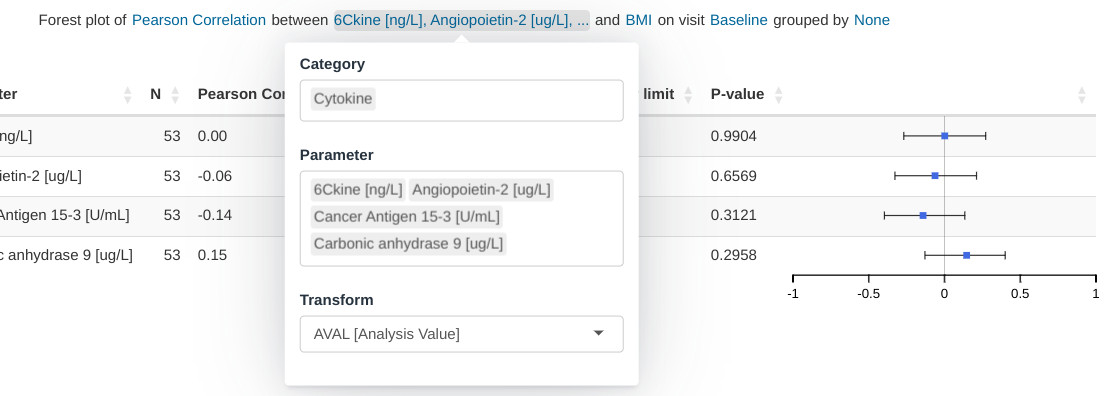 Forest plot of Pearson Correlation between 6Ckine [ng/L], Angiopoietin-2 [ug/L], ... and BMI on visit Baseline grouped by None
Category
Cytokine
Parameter
6Ckine [ng/L] Angiopoietin-2 [ug/L]
Cancer Antigen 15-3 [U/mL]
Carbonic anhydrase 9 [ug/L]
Transform
AVAL [Analysis Value]
ter N Pearson Cor limit P-value
ng/L] 53 0.00 0.9904
ietin-2 [ug/L] 53 -0.06 0.6569
Antigen 15-3 [U/mL] 53 -0.14 0.3121
c anhydrase 9 [ug/L] 53 0.15 0.2958
-1 -0.5 0 0.5 1